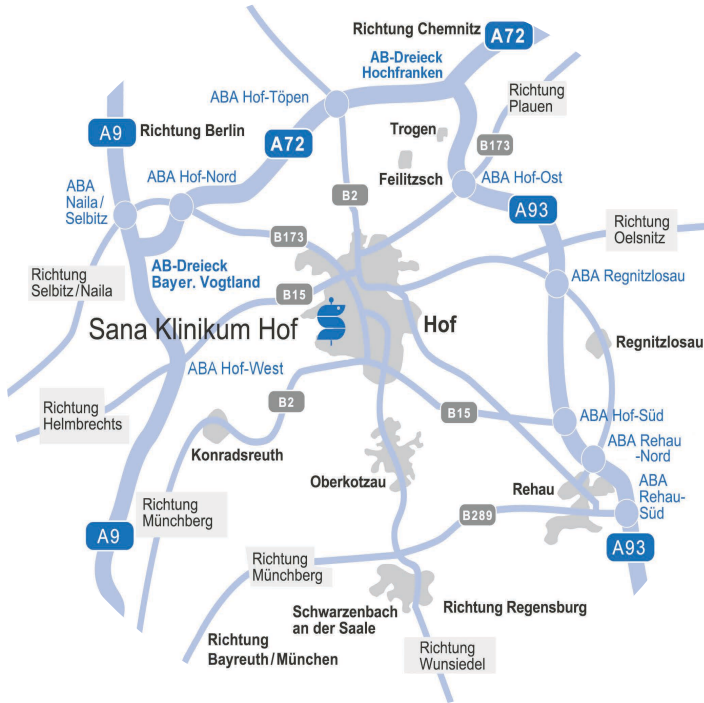 Richtung Chemnitz
A72
AB-Dreieck
Hochfranken
Richtung
Plauen
ABA Hof-Töpen
A9
Richtung Berlin
A72
Trogen
B173
Feilitzsch
ABA Hof-Nord
ABA Hof-Ost
ABA
Naila/
Selbitz
B2
A93
B173
Richtung
Oelsnitz
Richtung
Selbitz/Naila
AB-Dreieck
Bayer. Vogtland
ABA Regnitzlosau
B15
Sana Klinikum Hof
Hof
Regnitzlosau
ABA Hof-West
Richtung
Helmbrechts
B2
B15
ABA Hof-Süd
Konradsreuth
ABA Rehau
-Nord
Oberkotzau
Rehau
ABA
Rehau-
Süd
Richtung
Münchberg
B289
A9
A93
Richtung
Münchberg
Schwarzenbach
an der Saale
Richtung Regensburg
Richtung
Bayreuth/München
Richtung
Wunsiedel